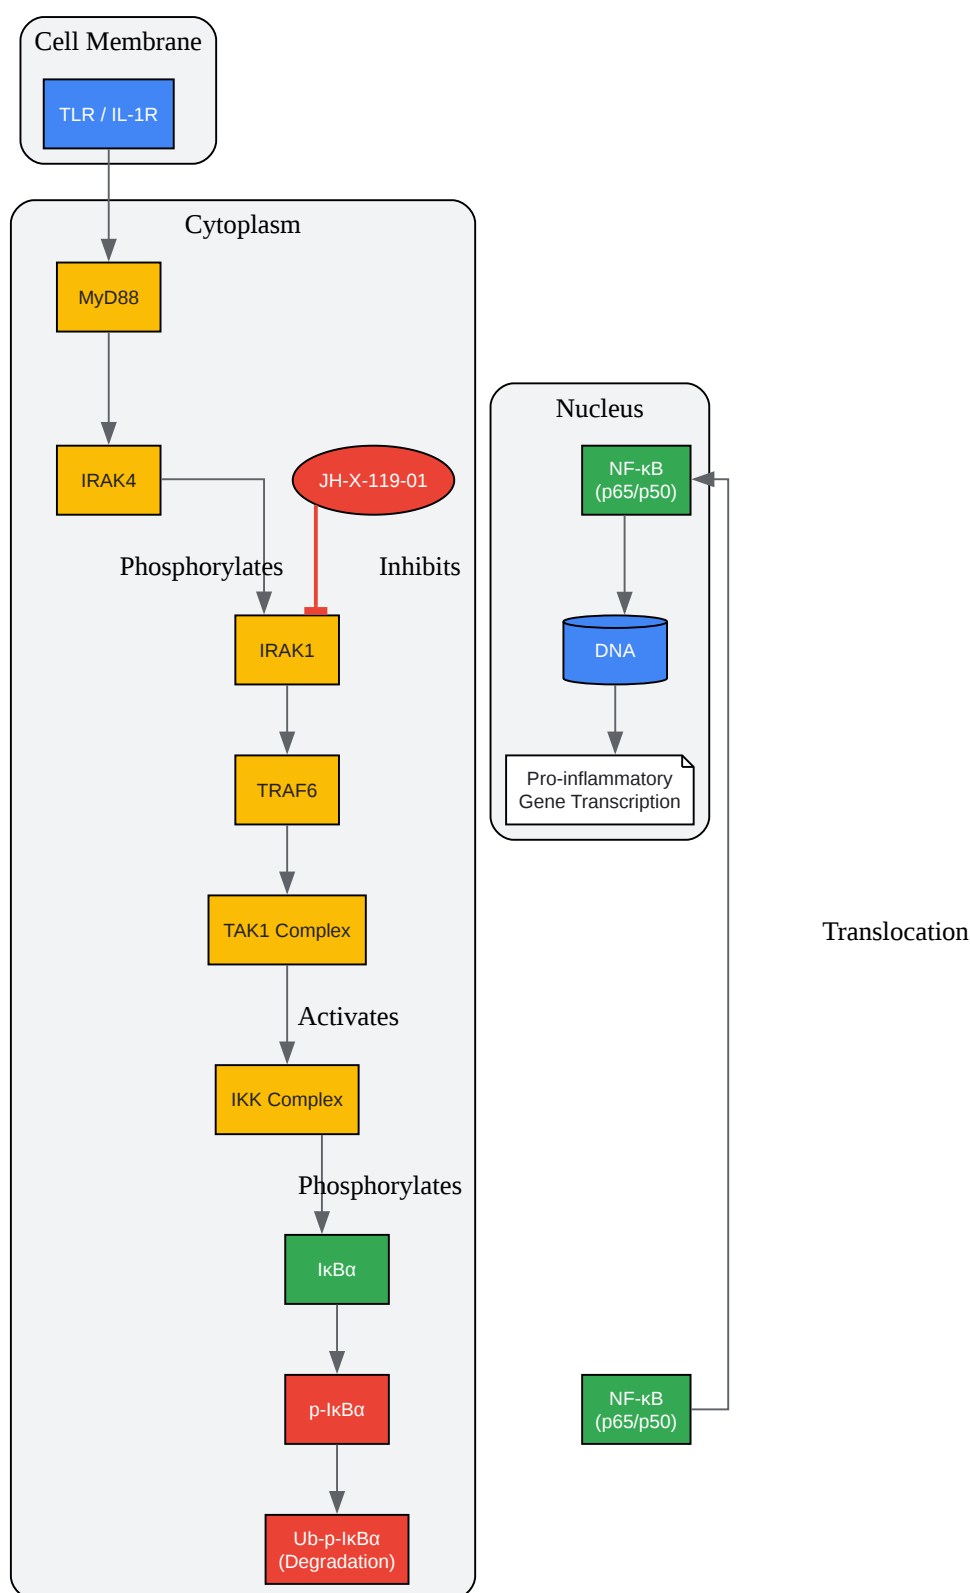 Cell Membrane
TLR / IL-1R
Cytoplasm
MyD88
IRAK4
JH-X-119-01
Phosphorylates
Inhibits
IRAK1
TRAF6
TAK1 Complex
Activates
IKK Complex
Phosphorylates
IκBα
p-IκBα
Ub-p-IκBα
(Degradation)
Nucleus
NF-κB
(p65/p50)
DNA
Pro-inflammatory
Gene Transcription
Translocation
NF-κB
(p65/p50)